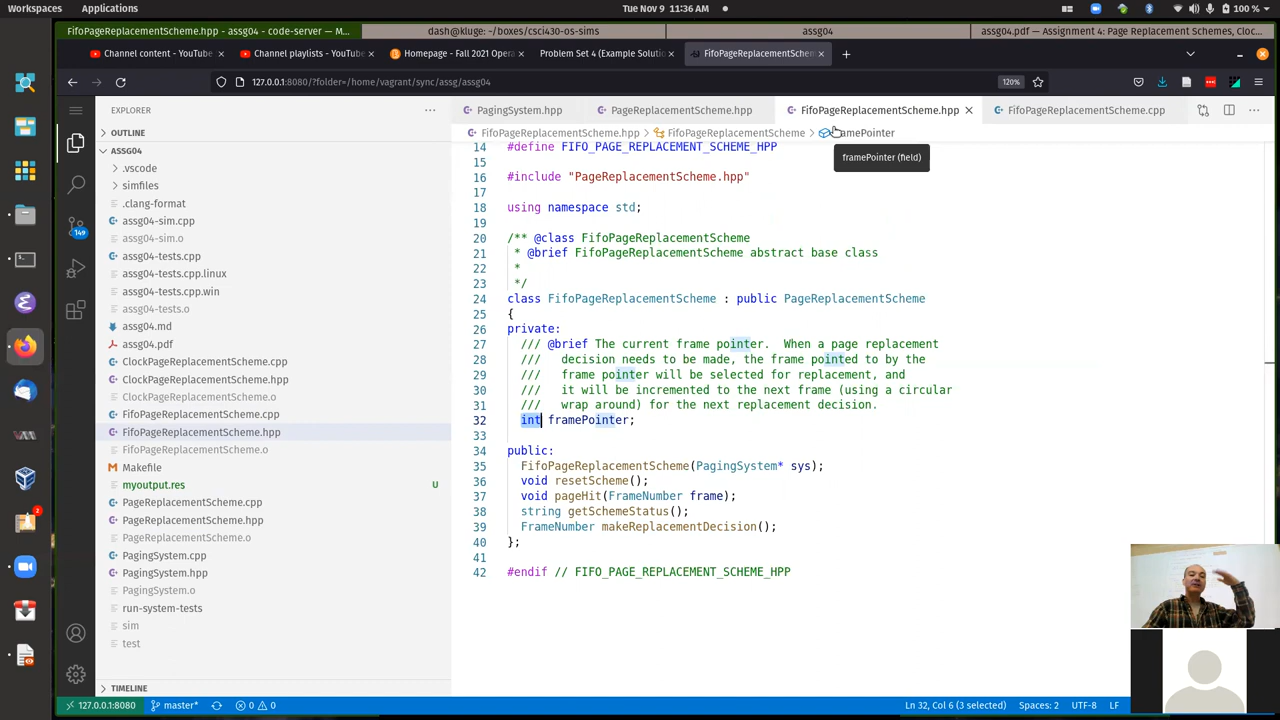 Workspaces
Applications
Tue Nov 9 11:36 AM
100 %
FifoPageReplacementScheme.hpp - assg04 - code-server — M...
dash@kluge: ~/boxes/csci430-os-sims
assg04
assg04.pdf — Assignment 4: Page Replacement Schemes, Cloc...
Channel content - YouTube
Channel playlists - YouTube
Homepage - Fall 2021 Opera
Problem Set 4 (Example Solutio
FifoPageReplacementSchem
127.0.0.1:8080/?folder=/home/vagrant/sync/assg/assg04
120%
EXPLORER
PagingSystem.hpp
PageReplacementScheme.hpp
FifoPageReplacementScheme.hpp
FifoPageReplacementScheme.cpp
OUTLINE
FifoPageReplacementScheme.hpp
FifoPageReplacementScheme
framePointer
framePointer (field)
ASSG04
.vscode
simfiles
.clang-format
assg04-sim.cpp
assg04-sim.o
assg04-tests.cpp
assg04-tests.cpp.linux
assg04-tests.cpp.win
assg04-tests.o
assg04.md
assg04.pdf
ClockPageReplacementScheme.cpp
ClockPageReplacementScheme.hpp
ClockPageReplacementScheme.o
FifoPageReplacementScheme.cpp
FifoPageReplacementScheme.hpp
FifoPageReplacementScheme.o
Makefile
myoutput.res U
PageReplacementScheme.cpp
PageReplacementScheme.hpp
PageReplacementScheme.o
PagingSystem.cpp
PagingSystem.hpp
PagingSystem.o
run-system-tests
sim
test
TIMELINE
149
2
14 #define FIFO_PAGE_REPLACEMENT_SCHEME_HPP
15
16 #include "PageReplacementScheme.hpp"
17
18 using namespace std;
19
20 /** @class FifoPageReplacementScheme
21 * @brief FifoPageReplacementScheme abstract base class
22 *
23 */
24 class FifoPageReplacementScheme : public PageReplacementScheme
25 {
26 private:
27 /// @brief The current frame pointer. When a page replacement
28 /// decision needs to be made, the frame pointed to by the
29 /// frame pointer will be selected for replacement, and
30 /// it will be incremented to the next frame (using a circular
31 /// wrap around) for the next replacement decision.
32 int framePointer;
33
34 public:
35 FifoPageReplacementScheme(PagingSystem* sys);
36 void resetScheme();
37 void pageHit(FrameNumber frame);
38 string getSchemeStatus();
39 FrameNumber makeReplacementDecision();
40 };
41
42 #endif // FIFO_PAGE_REPLACEMENT_SCHEME_HPP
127.0.0.1:8080
master*
0
0
Ln 32, Col 6 (3 selected)
Spaces: 2
UTF-8
LF